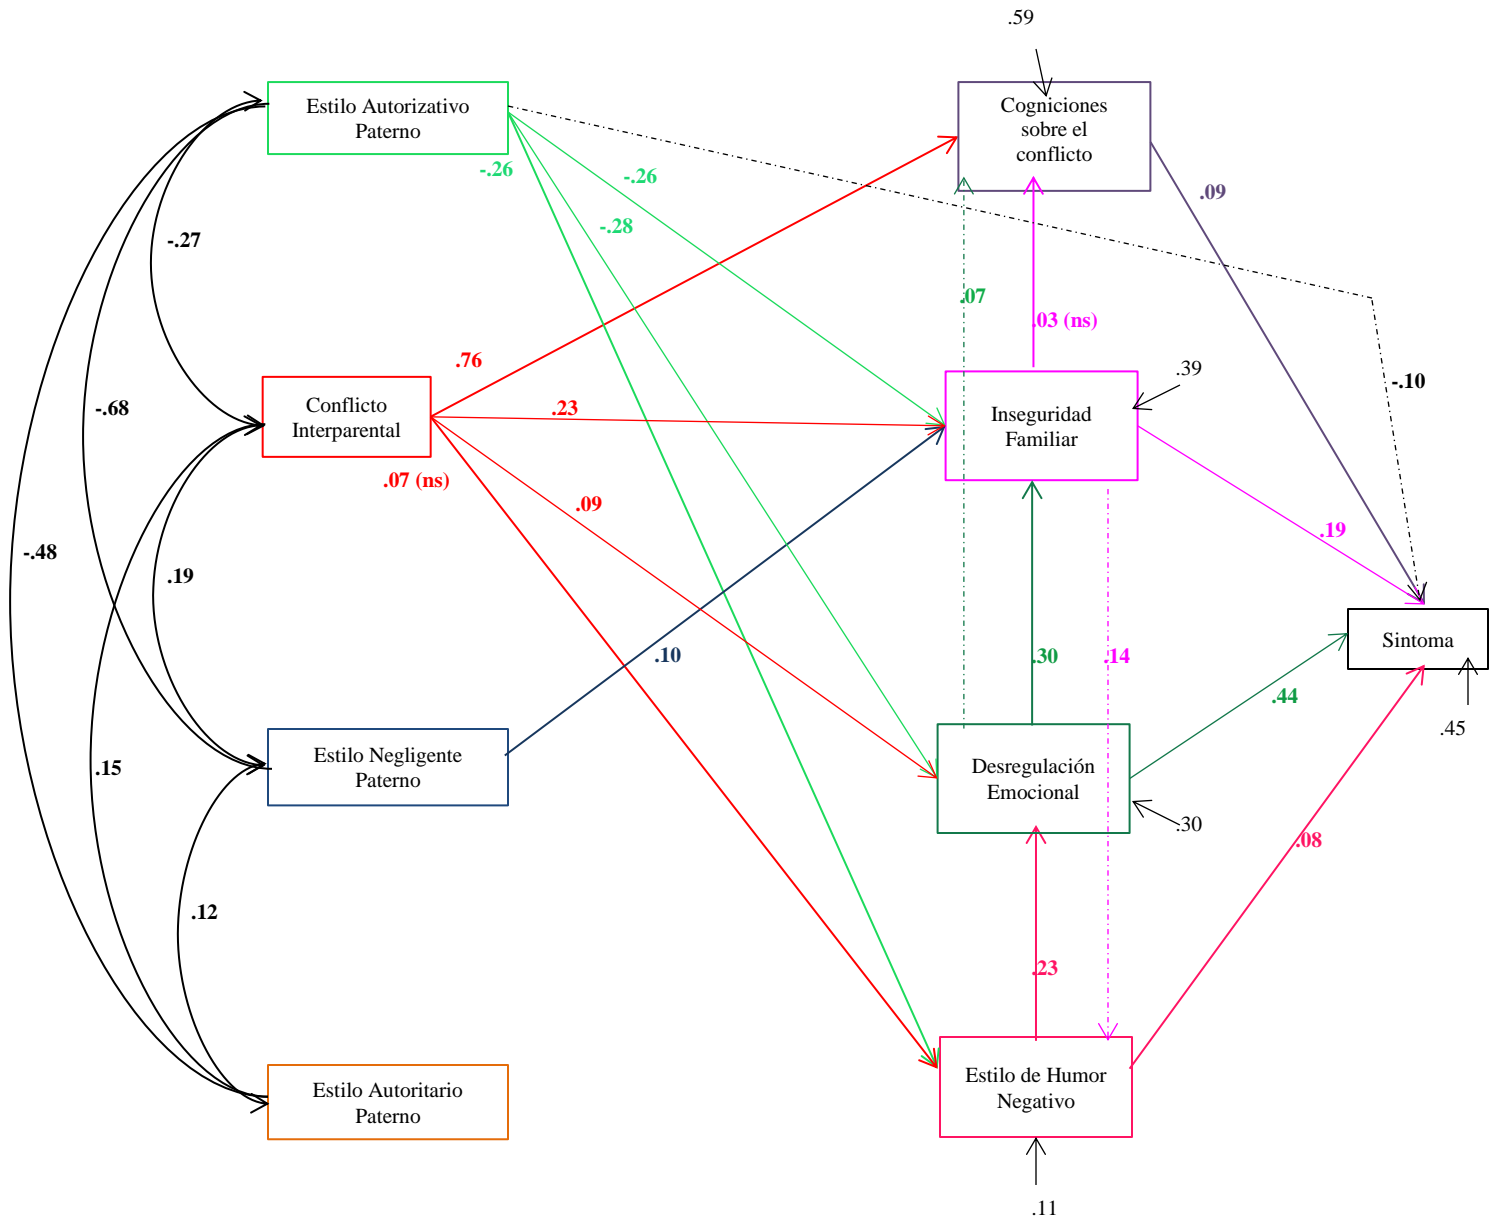 .59
Estilo Autorizativo
Paterno
Cogniciones
sobre el
conflicto
-.26
-.26
.09
-.28
-.27
.07
.03 (ns)
.76
.39
-.10
-.68
Conflicto
Interparental
.23
Inseguridad
Familiar
.07 (ns)
.09
.19
-.48
.19
.10
.30
.14
Sintoma
.44
.45
.15
Estilo Negligente
Paterno
Desregulación
Emocional
.30
.08
.12
.23
Estilo Autoritario
Paterno
Estilo de Humor
Negativo
.11